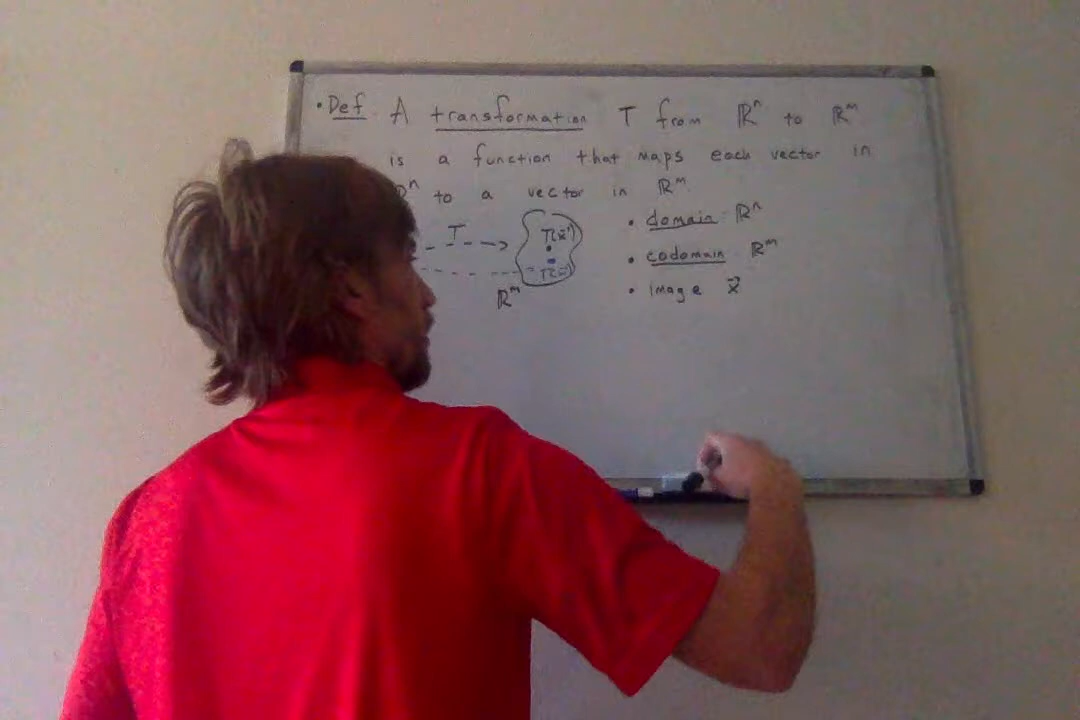 • Def. A transformation T from ℝⁿ to ℝᵐ
is a function that maps each vector in
ℝⁿ to a vector in ℝᵐ.
• domain: ℝⁿ
T
T(x⃗)
• codomain: ℝᵐ
ℝᵐ
• image x⃗